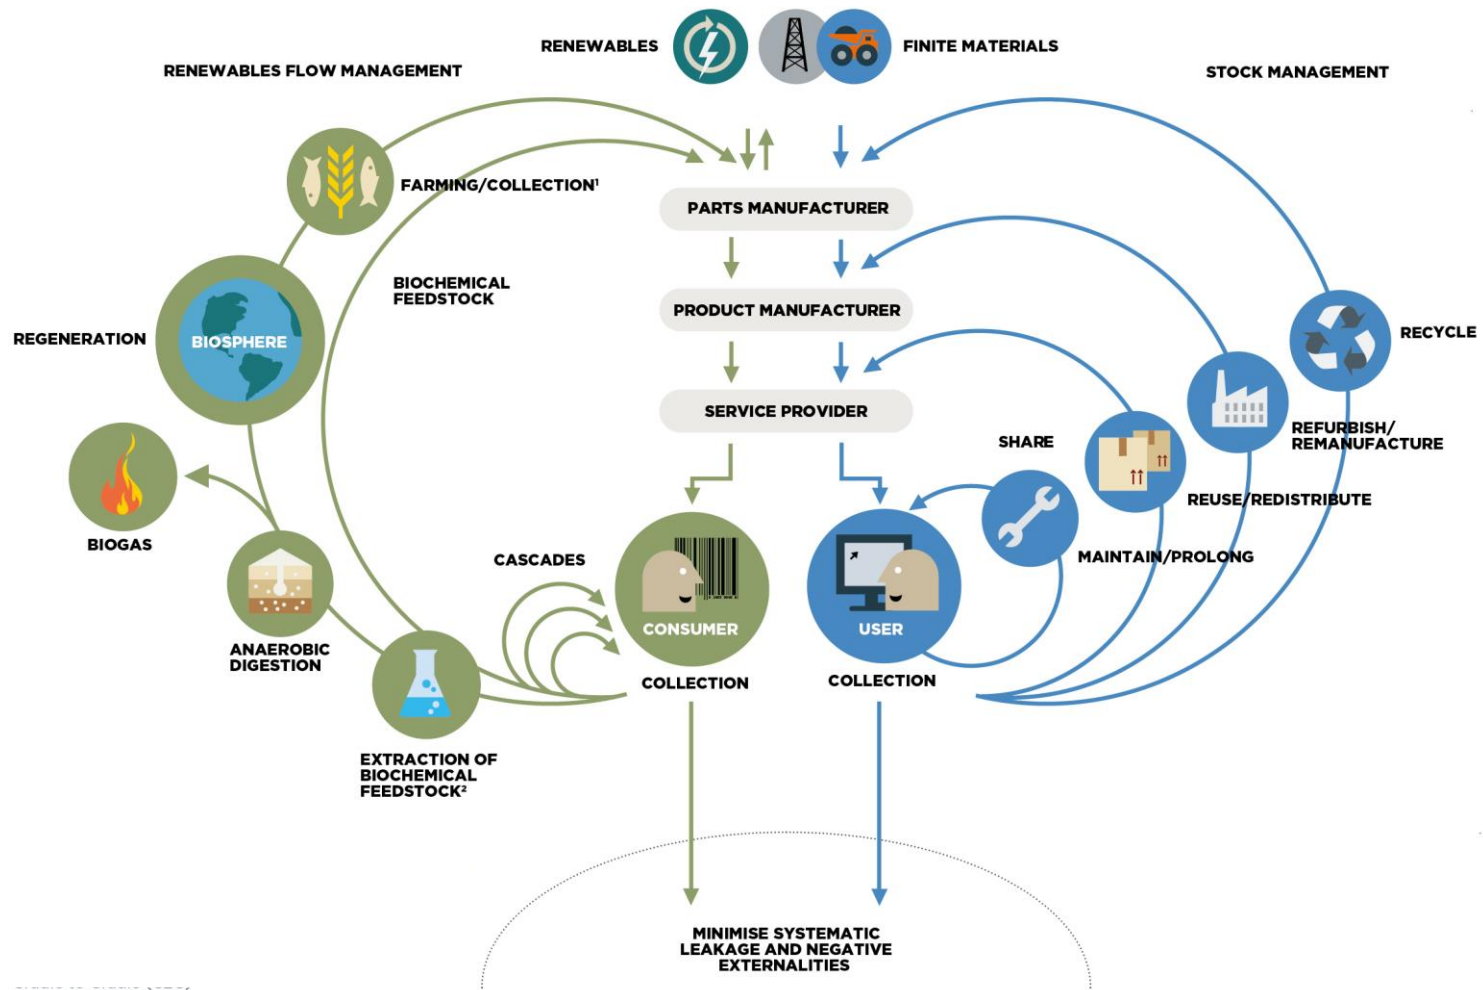 RENEWABLES
FINITE MATERIALS
RENEWABLES FLOW MANAGEMENT
STOCK MANAGEMENT
FARMING/COLLECTION¹
PARTS MANUFACTURER
BIOCHEMICAL
FEEDSTOCK
PRODUCT MANUFACTURER
REGENERATION
BIOSPHERE
RECYCLE
SERVICE PROVIDER
SHARE
REFURBISH/
REMANUFACTURE
REUSE/REDISTRIBUTE
BIOGAS
CASCADES
MAINTAIN/PROLONG
CONSUMER
USER
ANAEROBIC
DIGESTION
COLLECTION
COLLECTION
EXTRACTION OF
BIOCHEMICAL
FEEDSTOCK²
MINIMISE SYSTEMATIC
LEAKAGE AND NEGATIVE
EXTERNALITIES